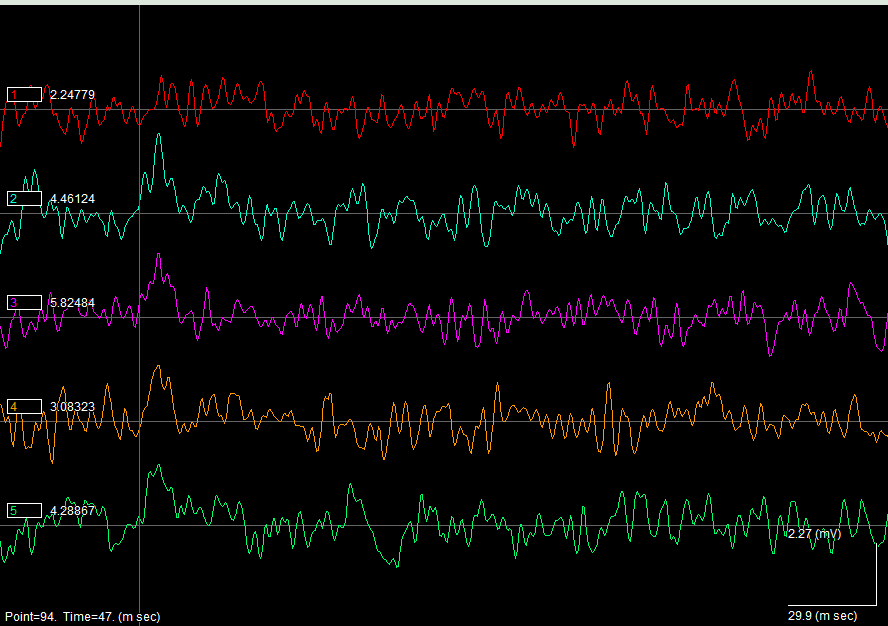 1 2.24779
2 4.46124
3 5.82484
4 3.08323
5 4.28867
2.27 (mV)
Point=94. Time=47. (m sec)
29.9 (m sec)